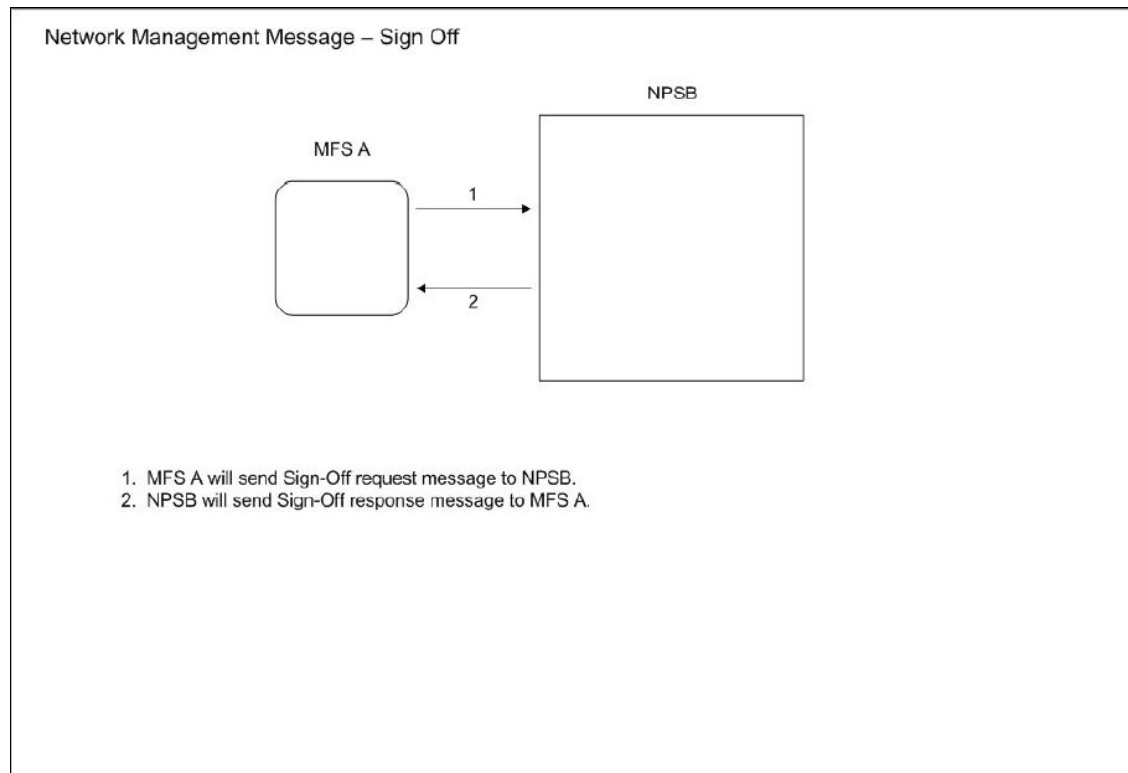 Network Management Message – Sign Off
NPSB
MFS A
1
2
1. MFS A will send Sign-Off request message to NPSB.
2. NPSB will send Sign-Off response message to MFS A.